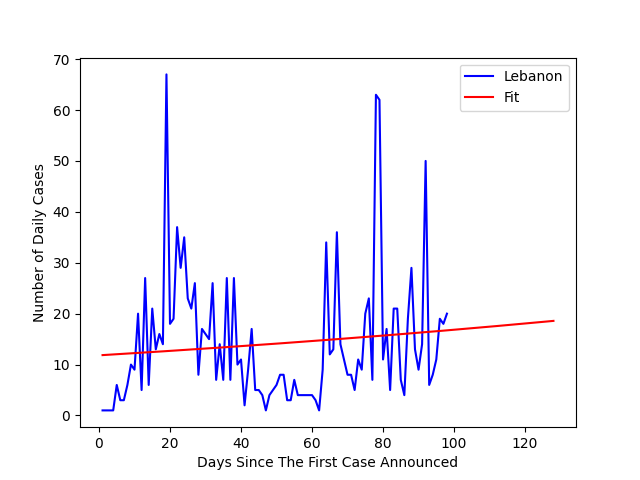 Lebanon
Fit
70
60
50
40
30
20
10
0
Number of Daily Cases
0 20 40 60 80 100 120
Days Since The First Case Announced